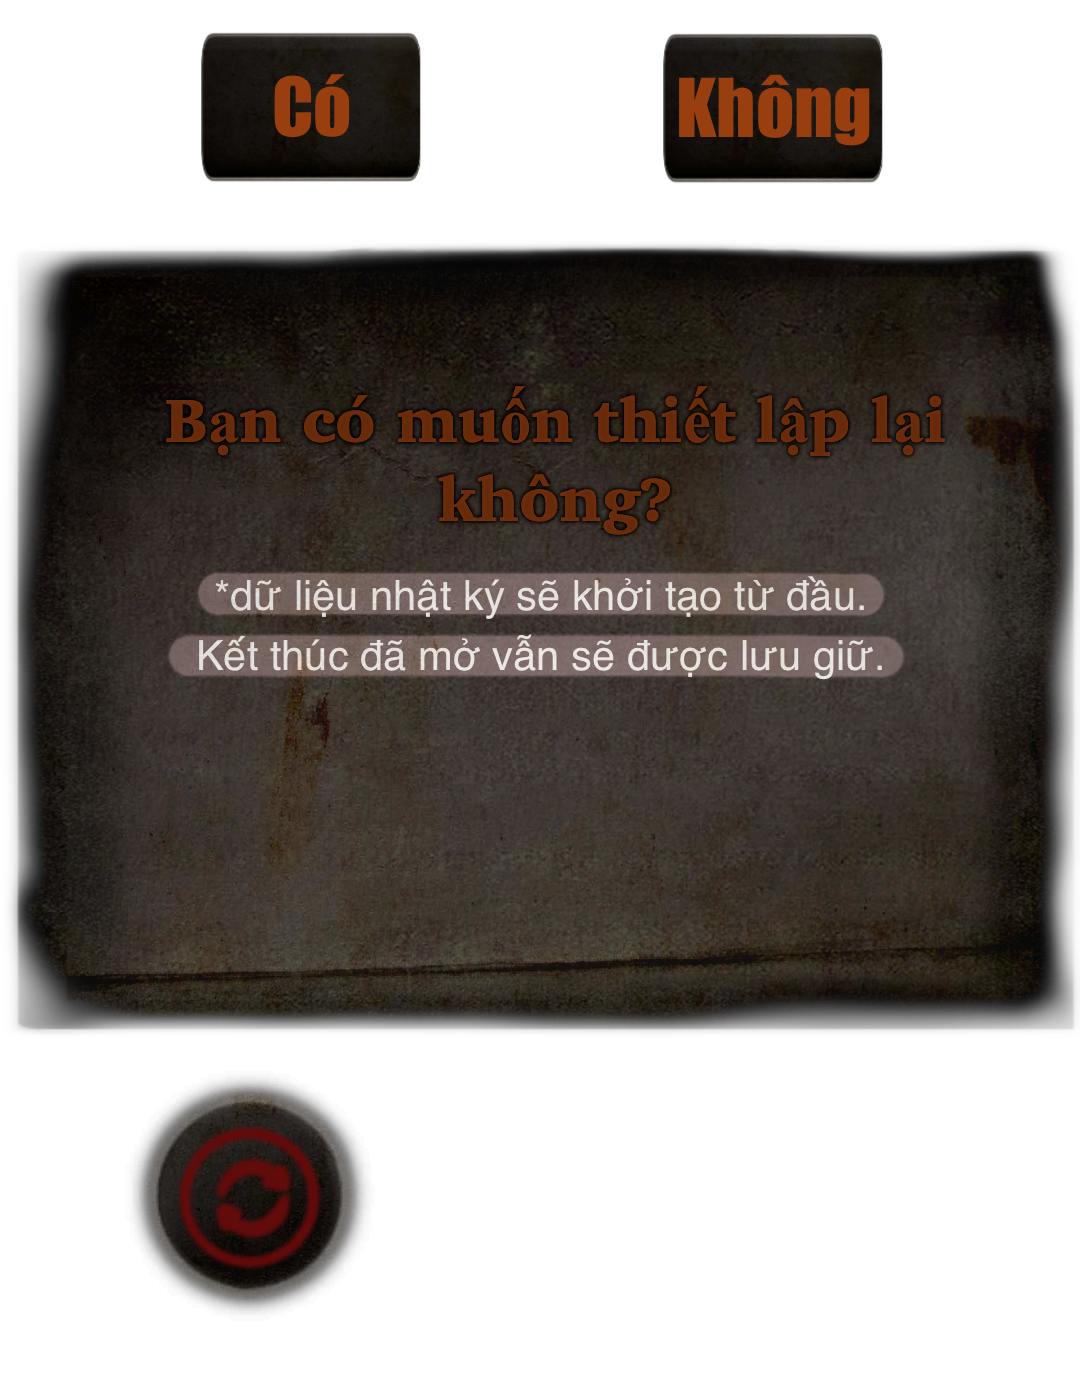 Có
Không
Bạn có muốn thiết lập lại
không?
*dữ liệu nhật ký sẽ khởi tạo từ đầu.
Kết thúc đã mở vẫn sẽ được lưu giữ.